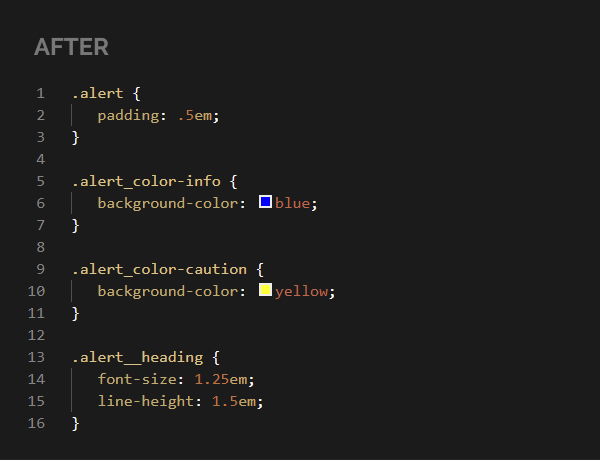 AFTER
1 .alert {
2 padding: .5em;
3 }
4
5 .alert_color-info {
6 background-color: blue;
7 }
8
9 .alert_color-caution {
10 background-color: yellow;
11 }
12
13 .alert__heading {
14 font-size: 1.25em;
15 line-height: 1.5em;
16 }